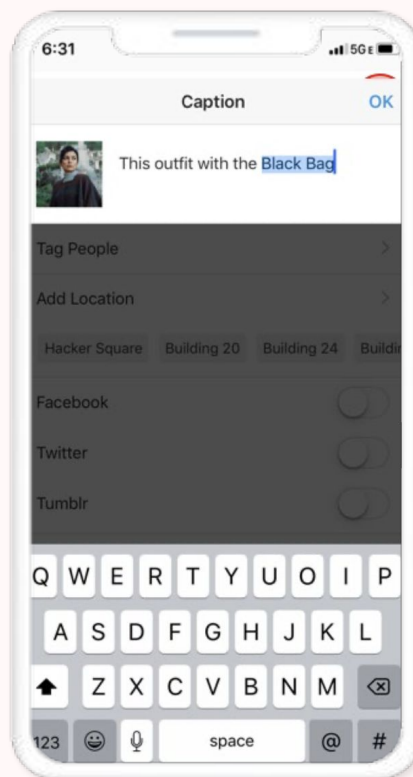 6:31
5G E
Caption
OK
This outfit with the Black Bag
Tag People
Add Location
Hacker Square Building 20 Building 24 Buildin
Facebook
Twitter
Tumblr
Q W E R T Y U O I P
A S D F G H J K L
Z X C V B N M
123 space @ #